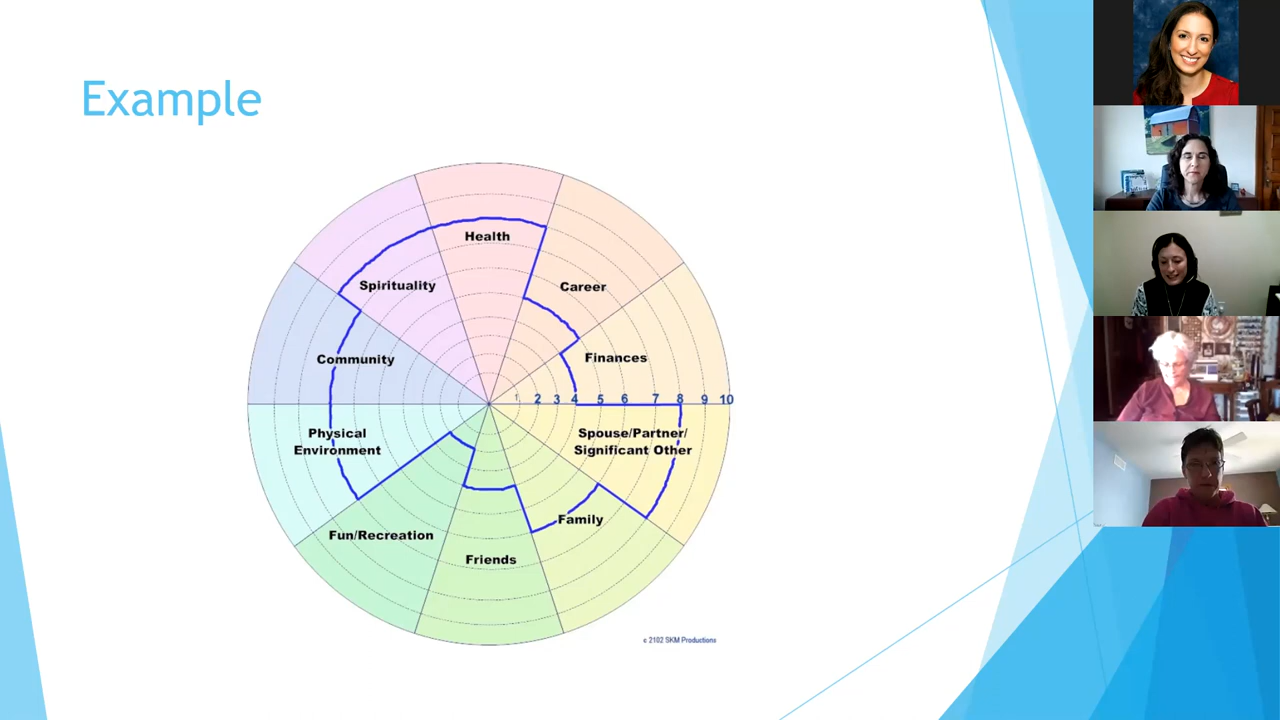 Example
Health
Spirituality
Career
Community
Finances
1 2 3 4 5 6 7 8 9 10
Physical
Environment
Spouse/Partner/
Significant Other
Family
Fun/Recreation
Friends
c 2102 SKM Productions